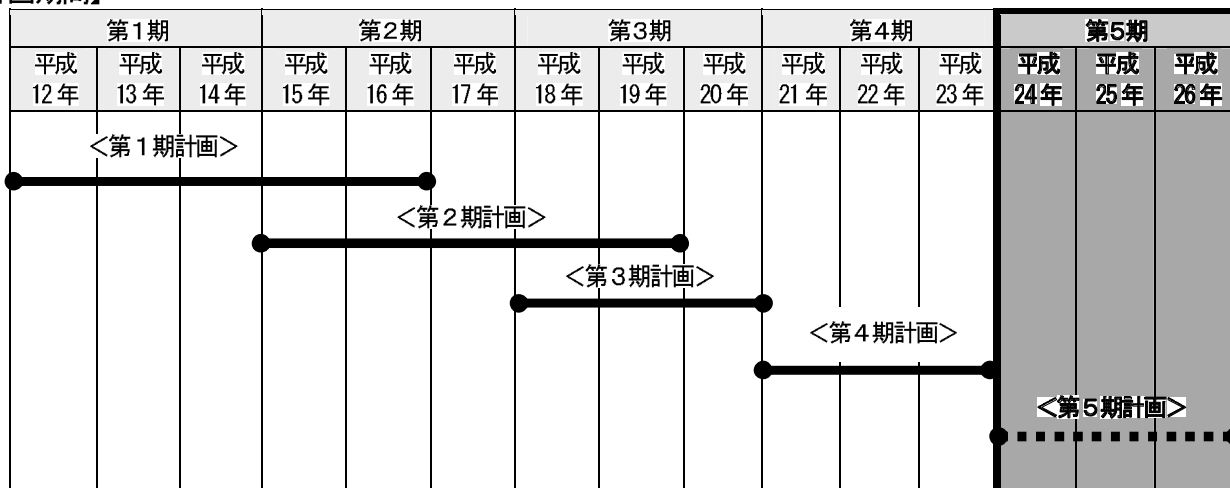 第1期 第2期 第3期 第4期 第5期
平成 平成 平成 平成 平成 平成 平成 平成 平成 平成 平成 平成 平成 平成 平成
12年 13年 14年 15年 16年 17年 18年 19年 20年 21年 22年 23年 24年 25年 26年
＜第１期計画＞
＜第２期計画＞
＜第３期計画＞
＜第４期計画＞
＜第５期計画＞